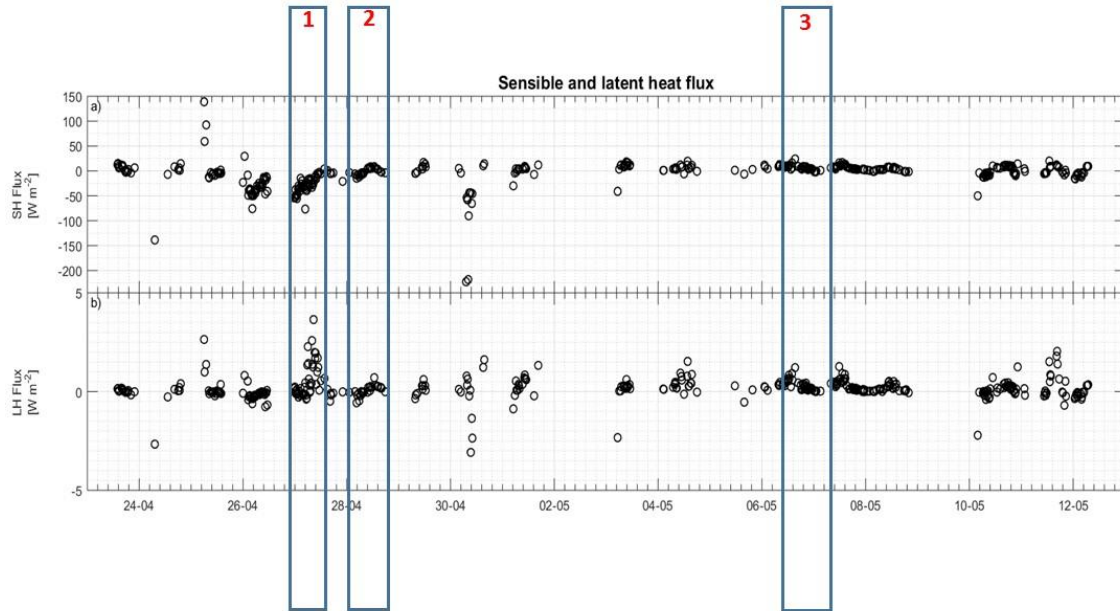 1
2
3
Sensible and latent heat flux
a)
150
100
50
0
-50
-100
-150
-200
SH Flux
[W m⁻²]
b)
5
0
-5
LH Flux
[W m⁻²]
24-04 26-04 28-04 30-04 02-05 04-05 06-05 08-05 10-05 12-05